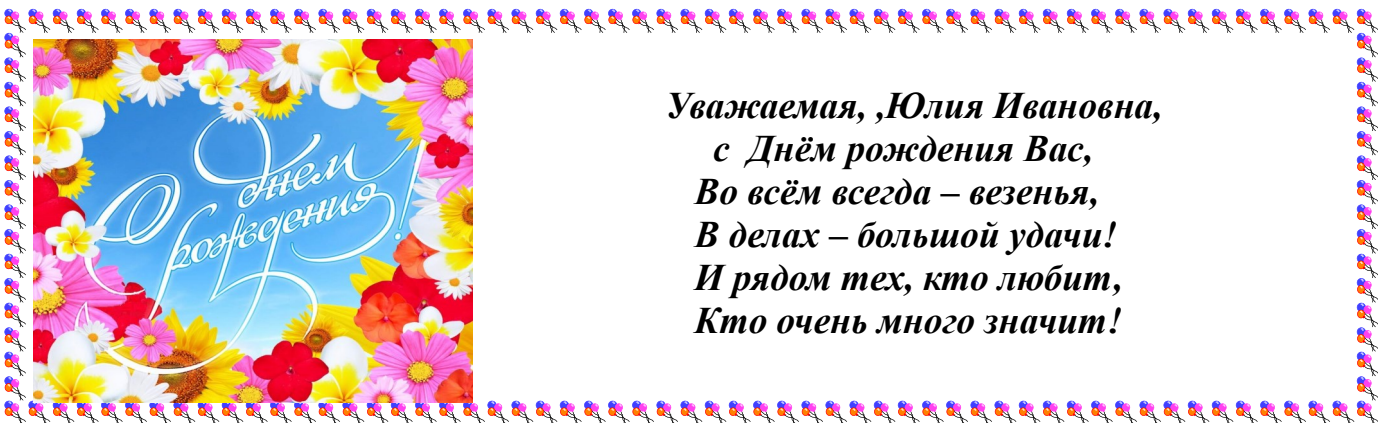 С днем
рождения!
Уважаемая, ,Юлия Ивановна,
с  Днём рождения Вас,
Во всём всегда – везенья,
В делах – большой удачи!
И рядом тех, кто любит,
Кто очень много значит!